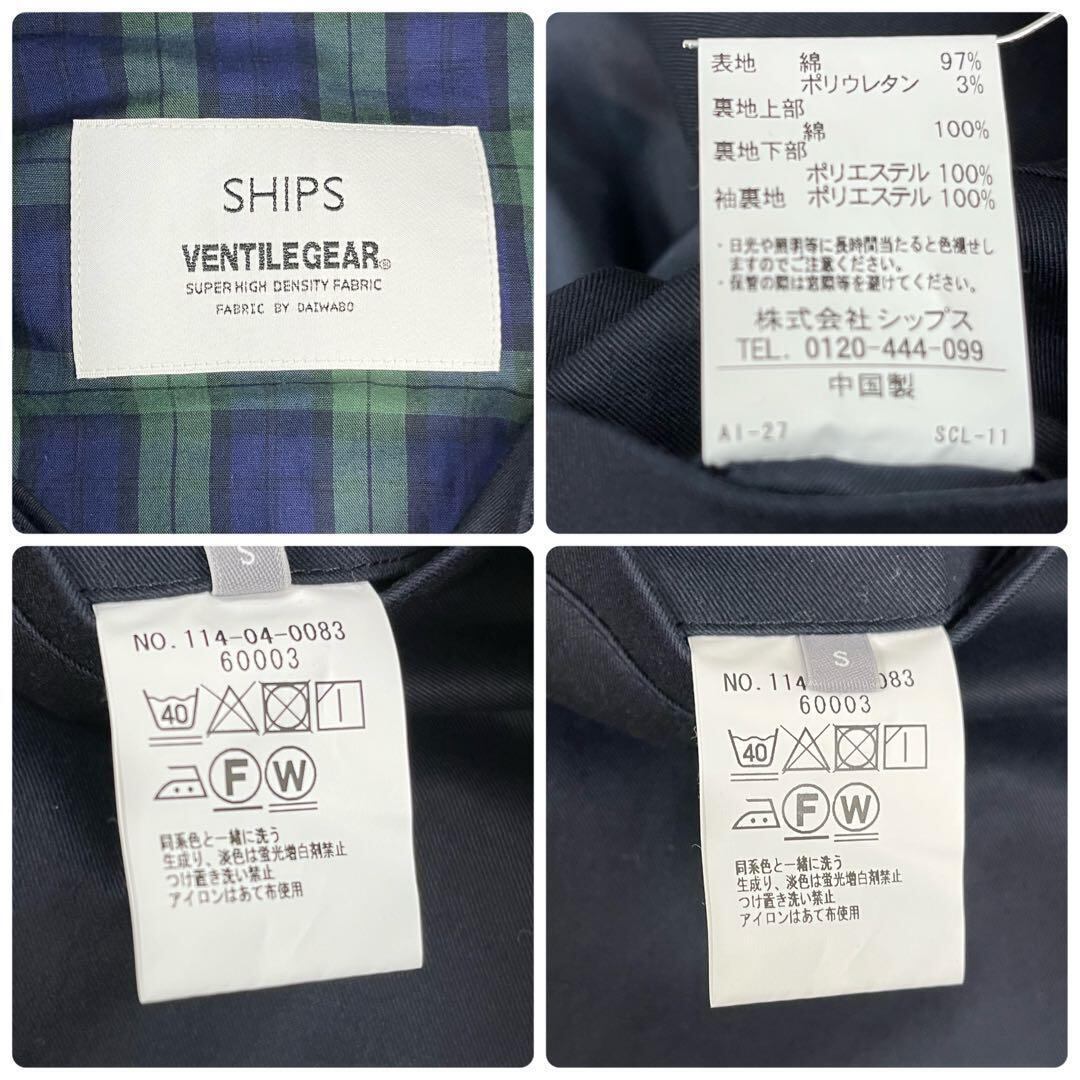 SHIPS
VENTILEGEAR®
SUPER HIGH DENSITY FABRIC
FABRIC BY DAIWABO
表地 綿 97%
ポリウレタン 3%
裏地上部
綿 100%
裏地下部
ポリエステル 100%
袖裏地 ポリエステル 100%
・日光や照明等に長時間当たると色褪せし
ますのでご注意ください。
・保管の際は窓際等を避けてください。
株式会社シップス
TEL. 0120-444-099
中国製
AI-27 SCL-11
S
NO. 114-04-0083
60003
40
F W
同系色と一緒に洗う
生成り、淡色は蛍光増白剤禁止
つけ置き洗い禁止
アイロンはあて布使用
S
NO. 114 083
60003
40
F W
同系色と一緒に洗う
生成り、淡色は蛍光増白剤禁止
つけ置き洗い禁止
アイロンはあて布使用